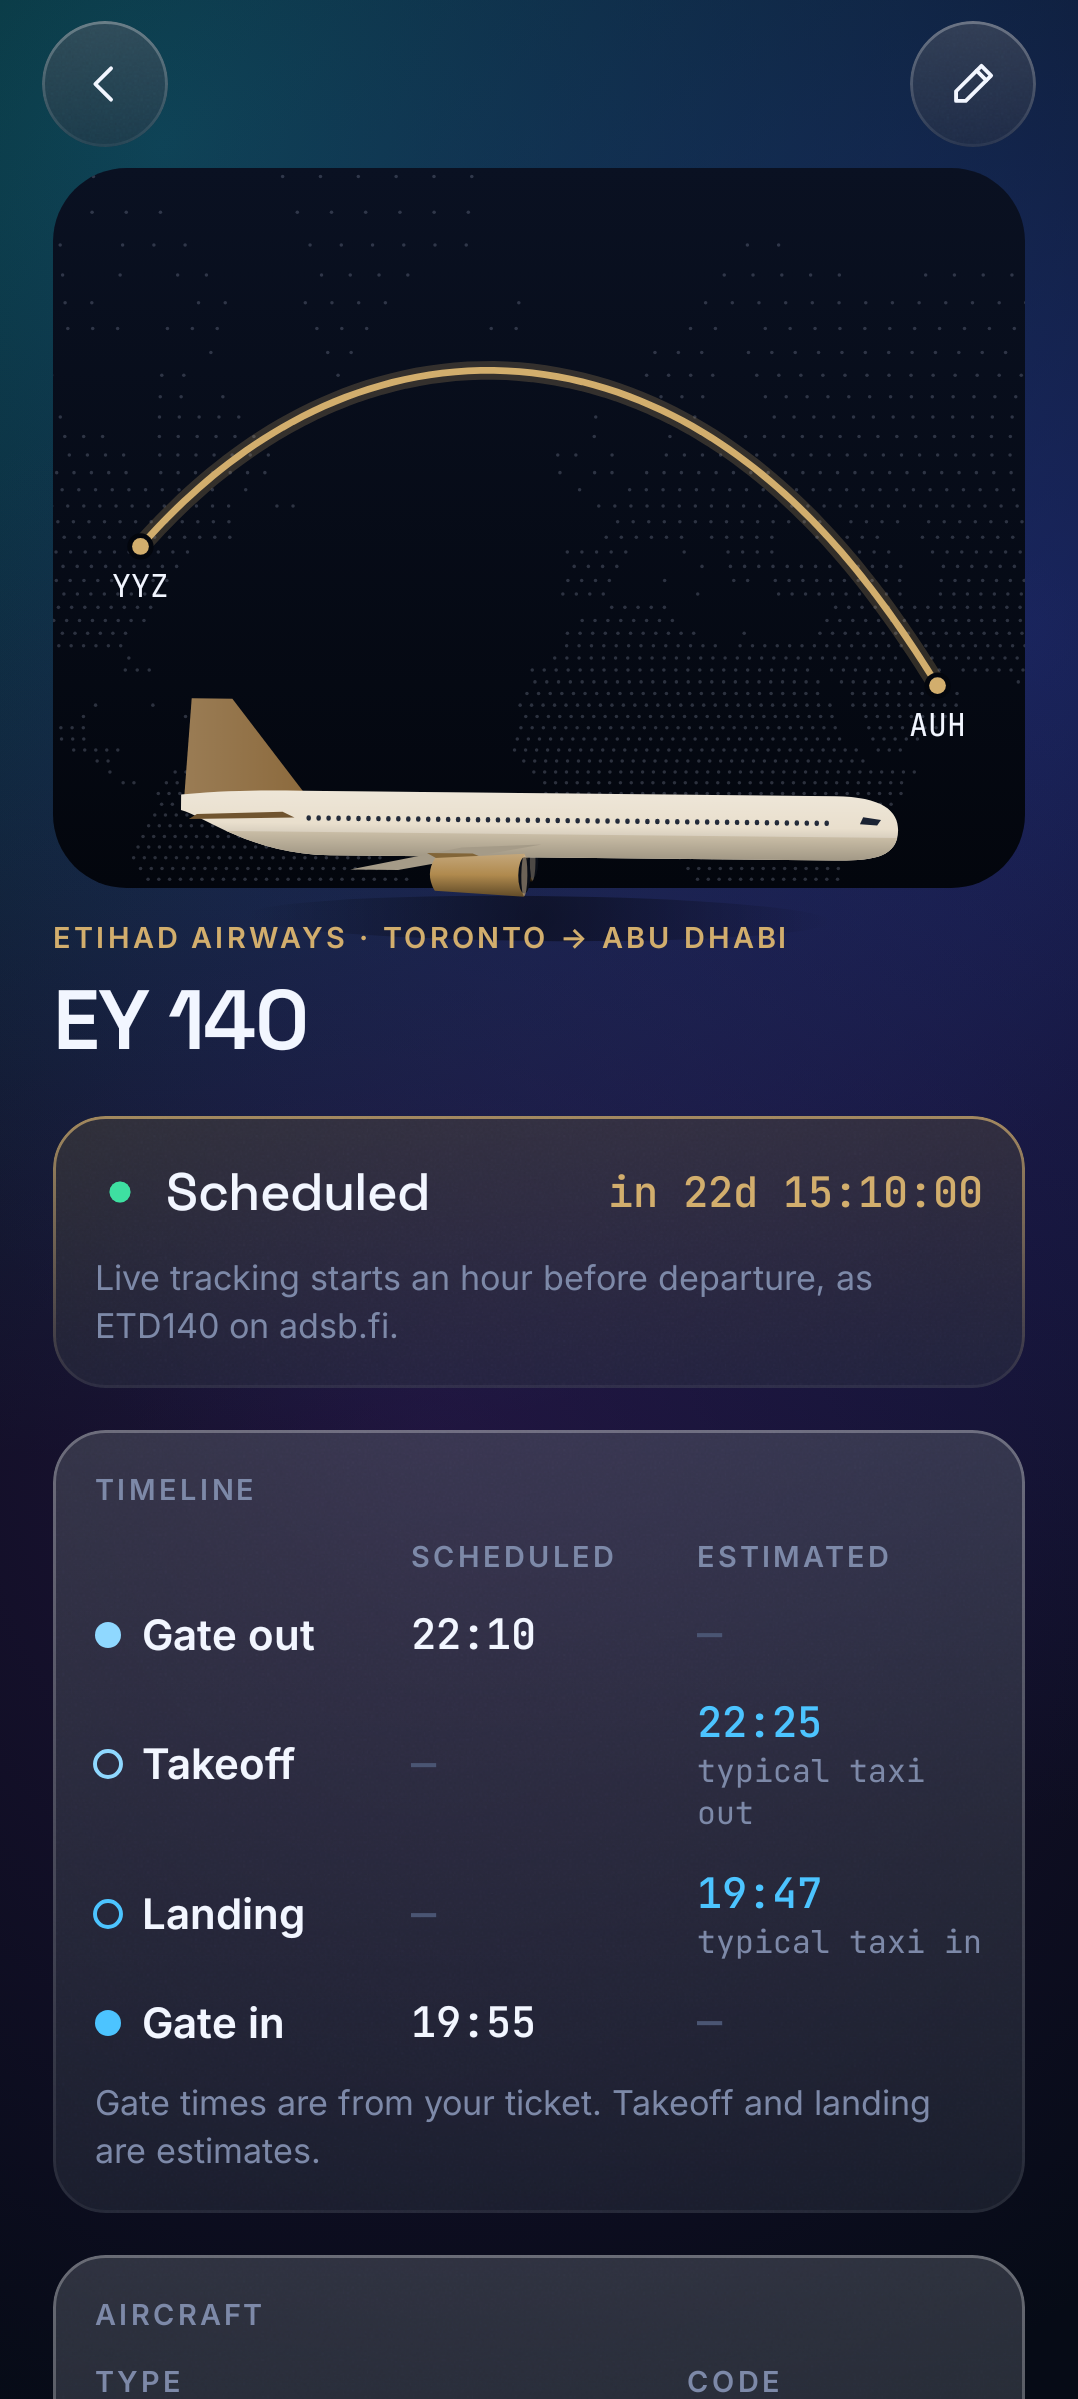 YYZ
AUH
ETIHAD AIRWAYS · TORONTO → ABU DHABI
EY 140
Scheduled in 22d 15:10:00
Live tracking starts an hour before departure, as
ETD140 on adsb.fi.
TIMELINE
SCHEDULED ESTIMATED
Gate out 22:10 —
Takeoff — 22:25
typical taxi
out
Landing — 19:47
typical taxi in
Gate in 19:55 —
Gate times are from your ticket. Takeoff and landing
are estimates.
AIRCRAFT
TYPE CODE